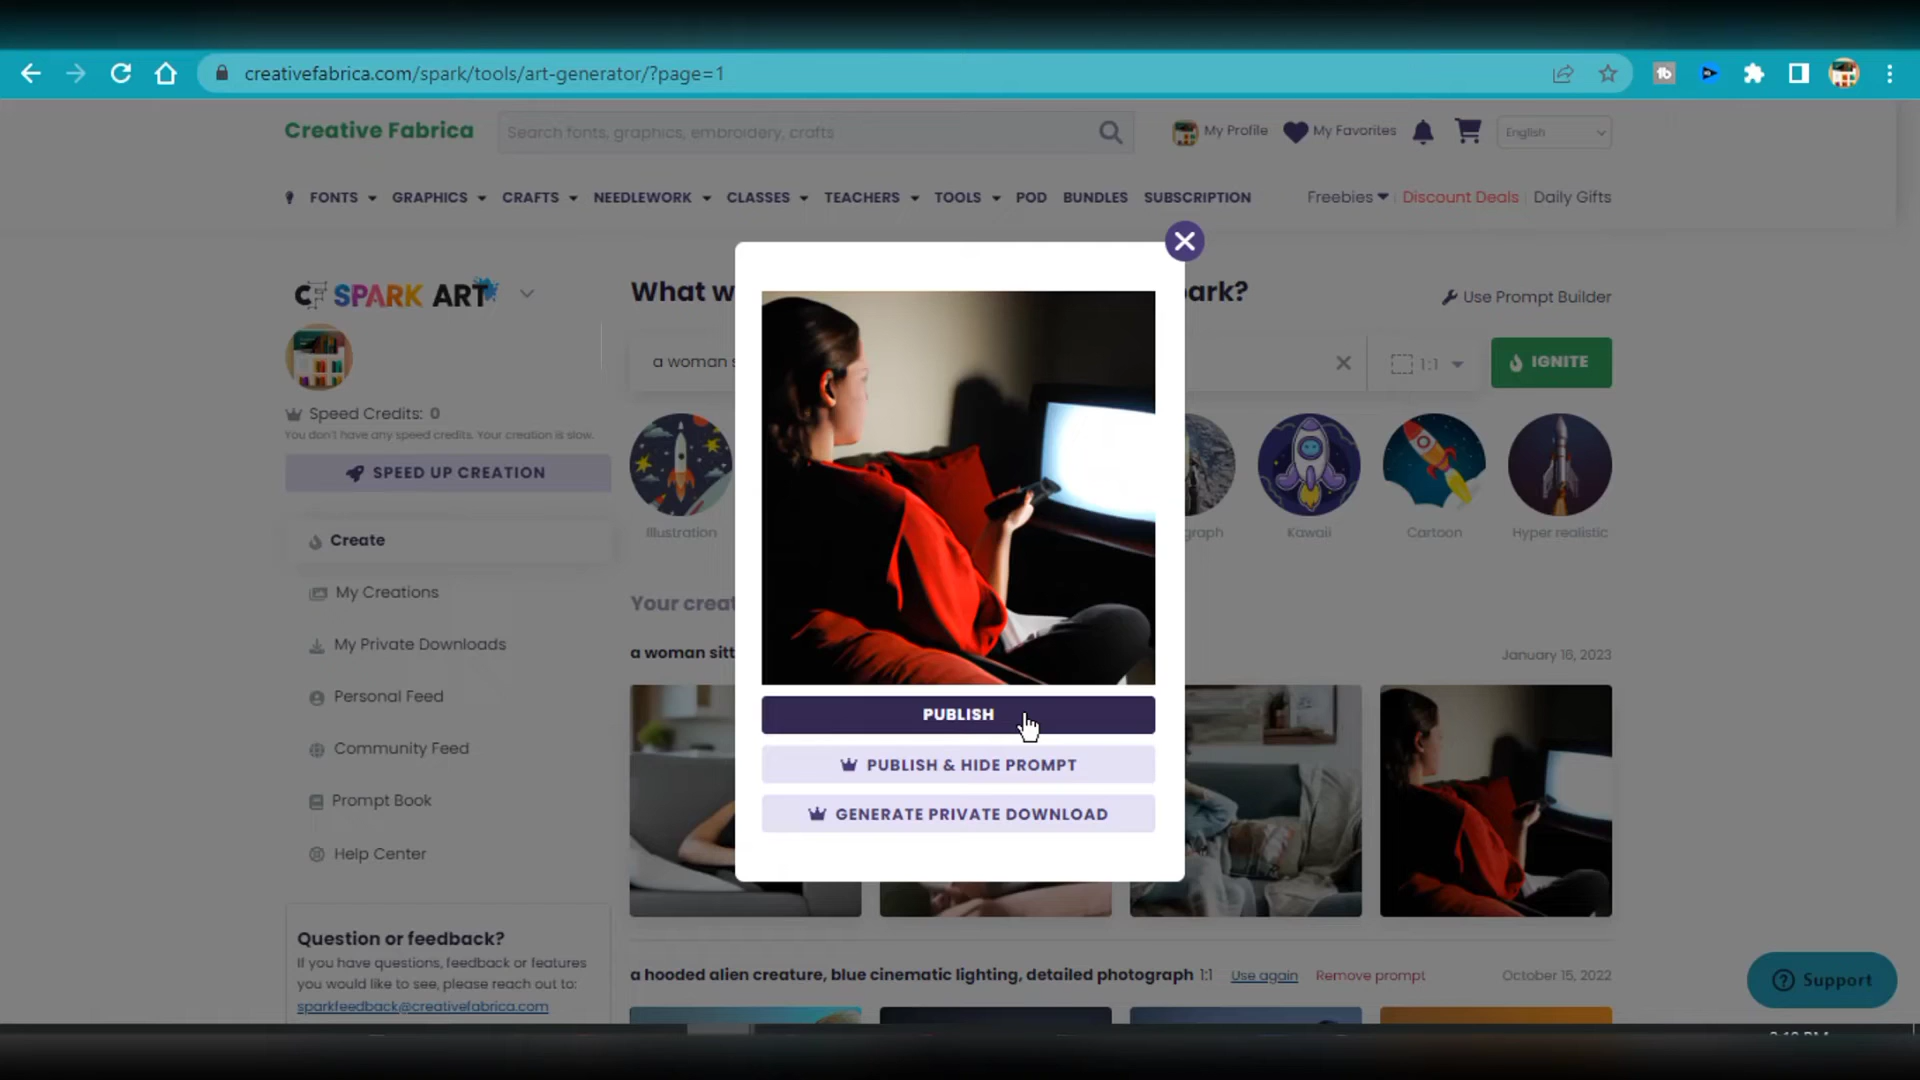 creativefabrica.com/spark/tools/art-generator/?page=1
Creative Fabrica
Search fonts, graphics, embroidery, crafts
My Profile
My Favorites
English
FONTS
GRAPHICS
CRAFTS
NEEDLEWORK
CLASSES
TEACHERS
TOOLS
POD
BUNDLES
SUBSCRIPTION
Freebies
Discount Deals
Daily Gifts
SPARK ART
What w
ark?
Use Prompt Builder
a woman s
1:1
IGNITE
Speed Credits: 0
You don't have any speed credits. Your creation is slow.
SPEED UP CREATION
Illustration
graph
Kawaii
Cartoon
Hyper realistic
Create
My Creations
My Private Downloads
Personal Feed
Community Feed
Prompt Book
Help Center
Your creat
a woman sitt
January 16, 2023
PUBLISH
PUBLISH & HIDE PROMPT
GENERATE PRIVATE DOWNLOAD
Question or feedback?
If you have questions, feedback or features
you would like to see, please reach out to:
sparkfeedback@creativefabrica.com
a hooded alien creature, blue cinematic lighting, detailed photograph 1:1
Use again
Remove prompt
October 15, 2022
Support